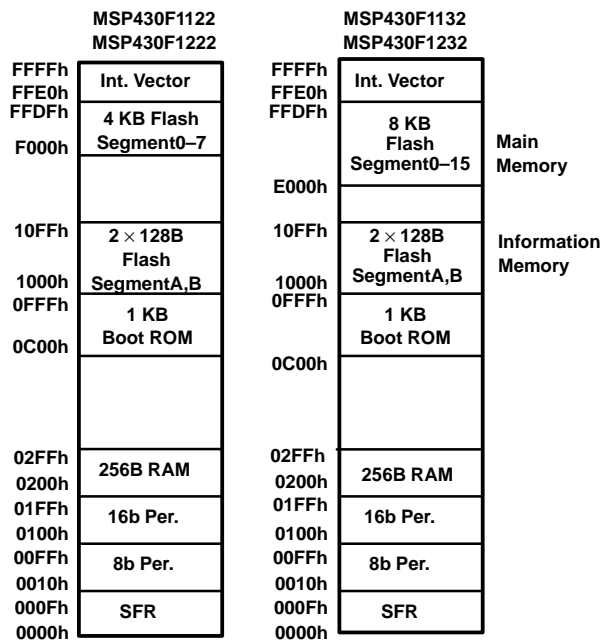 MSP430F1122
MSP430F1222
FFFFh
Int. Vector
FFE0h
FFDFh
4 KB Flash
Segment0–7
F000h
10FFh
2 × 128B
Flash
SegmentA,B
1000h
0FFFh
1 KB
Boot ROM
0C00h
02FFh
256B RAM
0200h
01FFh
16b Per.
0100h
00FFh
8b Per.
0010h
000Fh
SFR
0000h
MSP430F1132
MSP430F1232
FFFFh
Int. Vector
FFE0h
FFDFh
8 KB
Flash
Segment0–15
Main
Memory
E000h
10FFh
2 × 128B
Flash
SegmentA,B
Information
Memory
1000h
0FFFh
1 KB
Boot ROM
0C00h
02FFh
256B RAM
0200h
01FFh
16b Per.
0100h
00FFh
8b Per.
0010h
000Fh
SFR
0000h